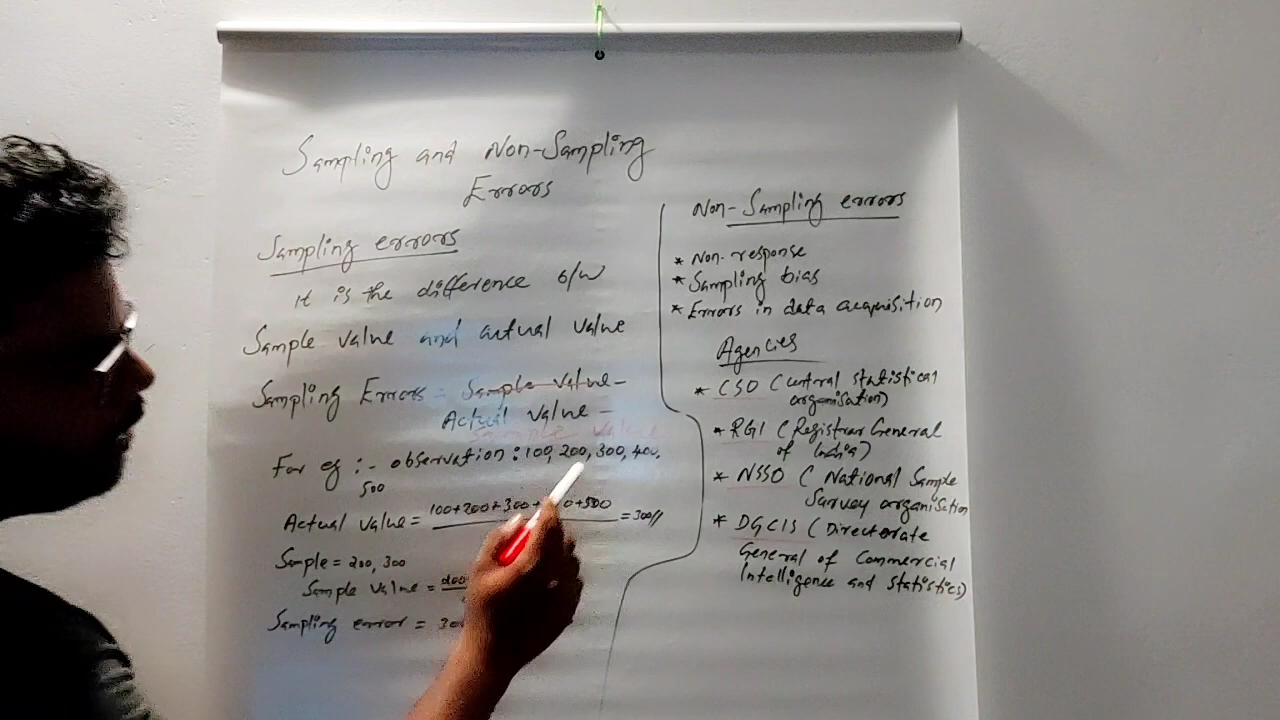 Sampling and Non-Sampling
Errors
Sampling errors
It is the difference b/w
Sample value and actual value
Sampling Errors = Sample value -
Actual value -
Sample value
For eg :- observation : 100, 200, 300, 400,
500
Actual value = 100+200+300+ 0+500 = 300//
Sample = 200, 300
Sample value = 200
Sampling error = 30
Non-Sampling errors
* Non-response
* Sampling bias
* Errors in data acquisition
Agencies
* CSO (Central Statistical
organisation)
* RGI (Registrar General
of India)
* NSSO (National Sample
Survey organisation
* DGCIS (Directorate
General of Commercial
Intelligence and Statistics)